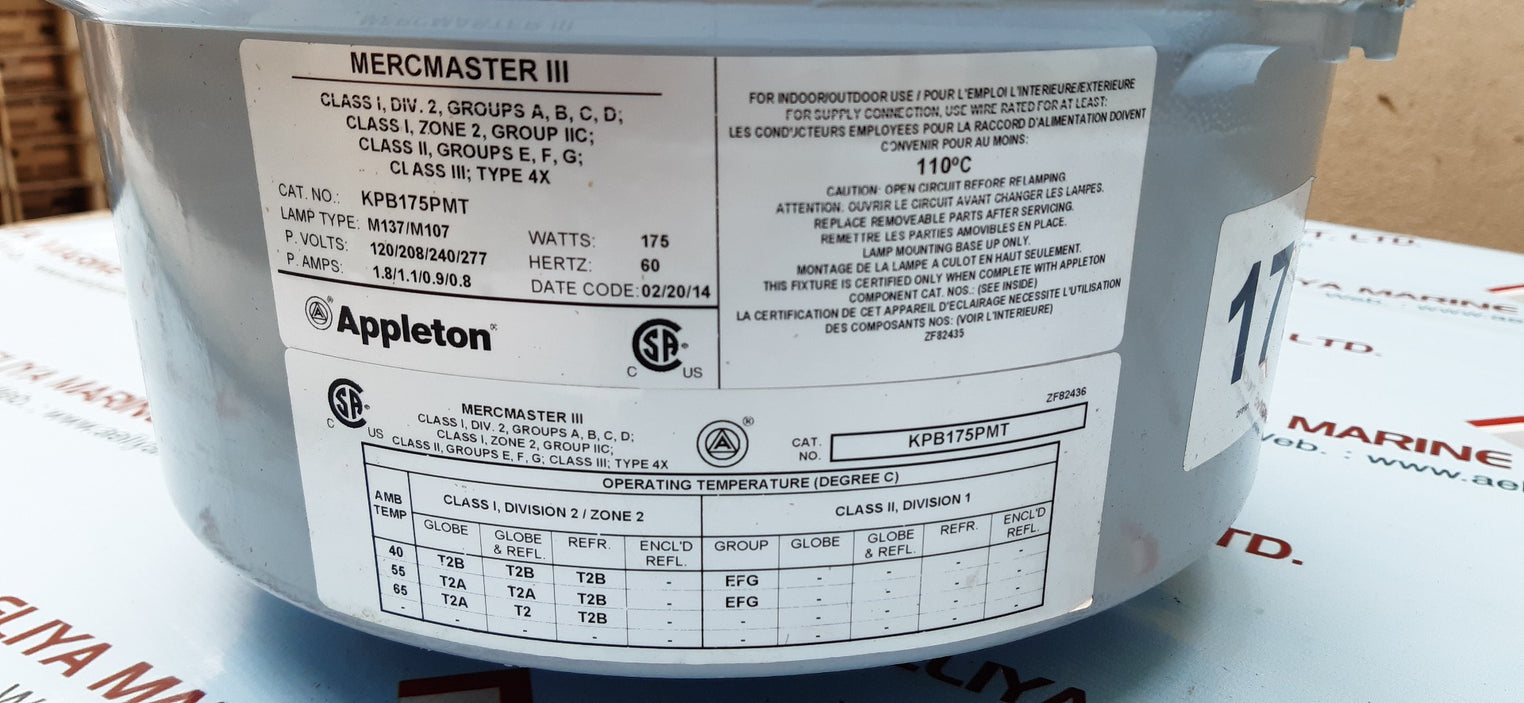 MERCMASTER III
CLASS I, DIV. 2, GROUPS A, B, C, D;
CLASS I, ZONE 2, GROUP IIC;
CLASS II, GROUPS E, F, G;
CLASS III; TYPE 4X
CAT. NO.: KPB175PMT
LAMP TYPE: M137/M107
P. VOLTS: 120/208/240/277 WATTS: 175
P. AMPS: 1.8/1.1/0.9/0.8 HERTZ: 60
DATE CODE: 02/20/14
Appleton®
C SA US
FOR INDOOR/OUTDOOR USE / POUR L'EMPLOI L'INTERIEURE/EXTERIEURE
FOR SUPPLY CONNECTION, USE WIRE RATED FOR AT LEAST:
LES CONDUCTEURS EMPLOYEES POUR LA RACCORD D'ALIMENTATION DOIVENT
CONVENIR POUR AU MOINS:
110ºC
CAUTION: OPEN CIRCUIT BEFORE RELAMPING
ATTENTION: OUVRIR LE CIRCUIT AVANT CHANGER LES LAMPES.
REPLACE REMOVEABLE PARTS AFTER SERVICING.
REMETTRE LES PARTIES AMOVIBLES EN PLACE.
LAMP MOUNTING BASE UP ONLY.
MONTAGE DE LA LAMPE A CULOT EN HAUT SEULEMENT.
THIS FIXTURE IS CERTIFIED ONLY WHEN COMPLETE WITH APPLETON
COMPONENT CAT. NOS.: (SEE INSIDE)
LA CERTIFICATION DE CET APPAREIL D'ECLAIRAGE NECESSITE L'UTILISATION
DES COMPOSANTS NOS: (VOIR L'INTERIEURE)
ZF82435
17
C SA US
MERCMASTER III
CLASS I, DIV. 2, GROUPS A, B, C, D;
CLASS I, ZONE 2, GROUP IIC;
CLASS II, GROUPS E, F, G; CLASS III; TYPE 4X
ZF82436
CAT. NO. KPB175PMT
OPERATING TEMPERATURE (DEGREE C)
AMB TEMP CLASS I, DIVISION 2 / ZONE 2 CLASS II, DIVISION 1
GLOBE GLOBE & REFL. REFR. ENCL'D REFL. GROUP GLOBE GLOBE & REFL. REFR. ENCL'D REFL.
40 T2B T2B T2B - EFG - - - -
55 T2A T2A T2B - EFG - - - -
65 T2A T2 T2B - - - - - -
- - - - - - - - - -
MARINE
LTD.
ELIYA MARINE